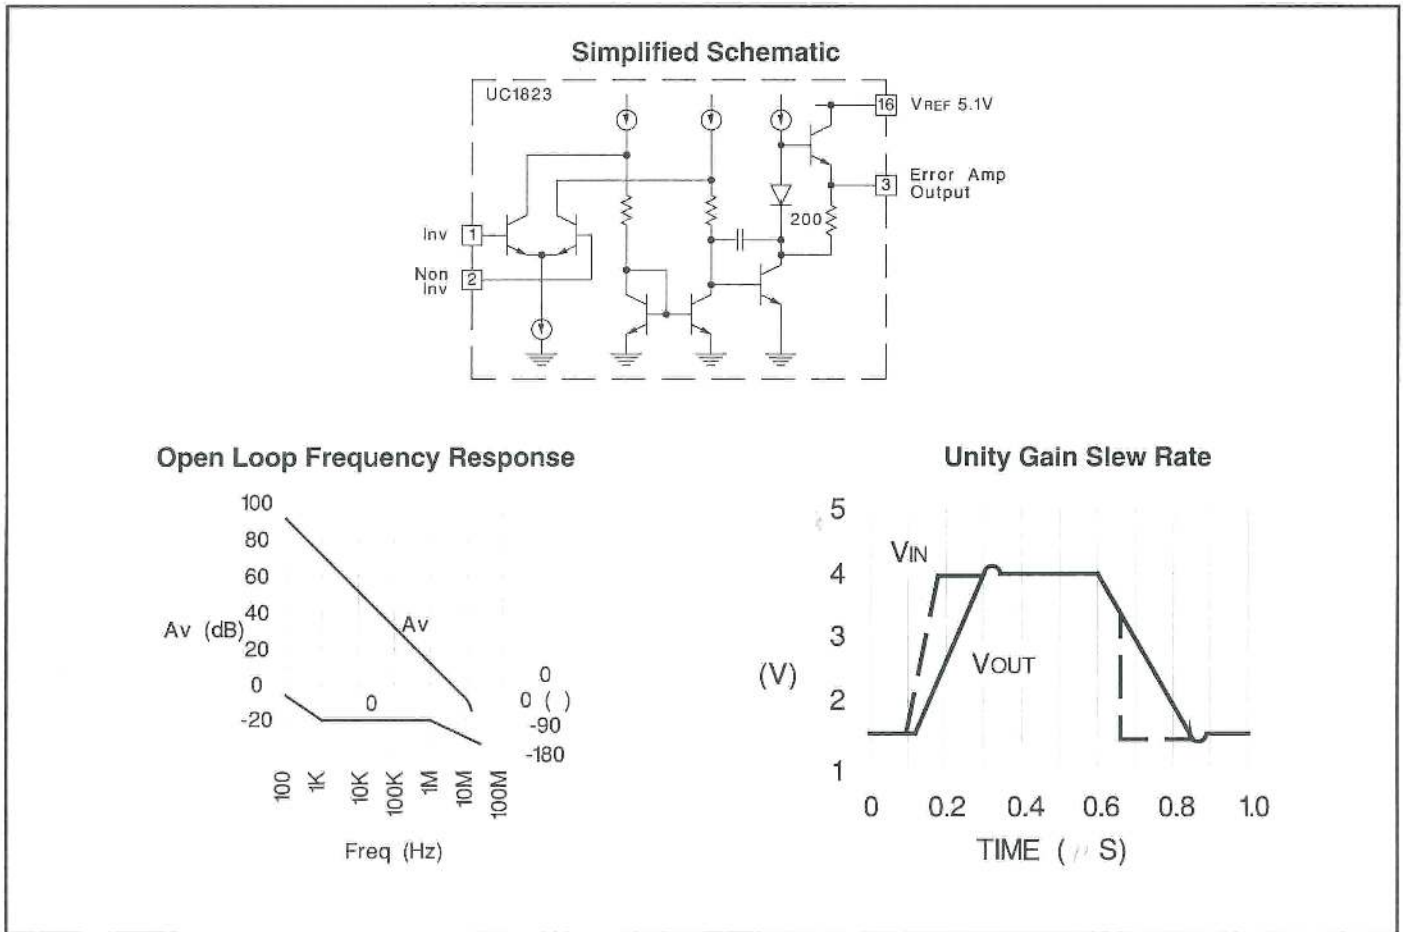 Simplified Schematic
UC1823
16 VREF 5.1V
Error Amp
3 Output
200
Inv 1
Non
Inv 2
Open Loop Frequency Response
100
80
60
40
20
0
-20
Av (dB)
Av
0
0
0 ( )
-90
-180
100
1K
10K
100K
1M
10M
100M
Freq (Hz)
Unity Gain Slew Rate
5
4
3
2
1
(V)
VIN
VOUT
0 0.2 0.4 0.6 0.8 1.0
TIME (μ S)